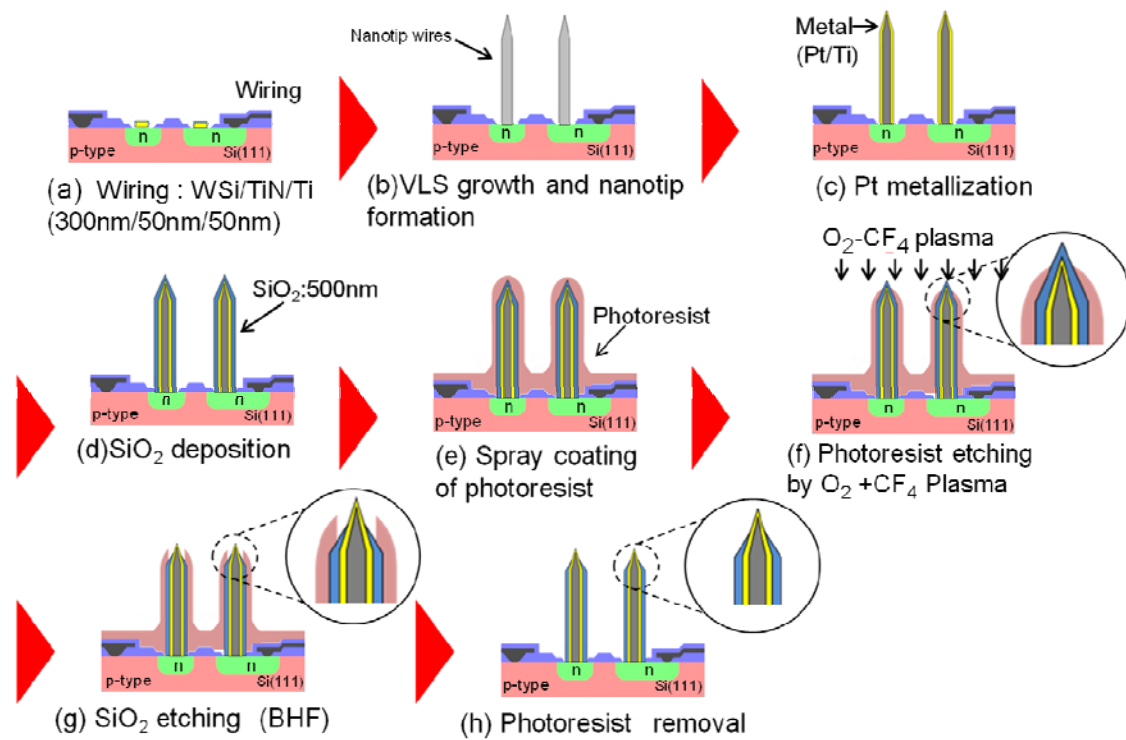 Wiring
n n
p-type Si(111)
(a) Wiring : WSi/TiN/Ti
(300nm/50nm/50nm)
Nanotip wires
n n
p-type Si(111)
(b)VLS growth and nanotip
formation
Metal
(Pt/Ti)
n n
p-type Si(111)
(c) Pt metallization
SiO2:500nm
n n
p-type Si(111)
(d)SiO2 deposition
Photoresist
n n
p-type Si(111)
(e) Spray coating
of photoresist
O2-CF4 plasma
n n
p-type Si(111)
(f) Photoresist etching
by O2 +CF4 Plasma
n n
p-type Si(111)
(g) SiO2 etching (BHF)
n n
p-type Si(111)
(h) Photoresist removal